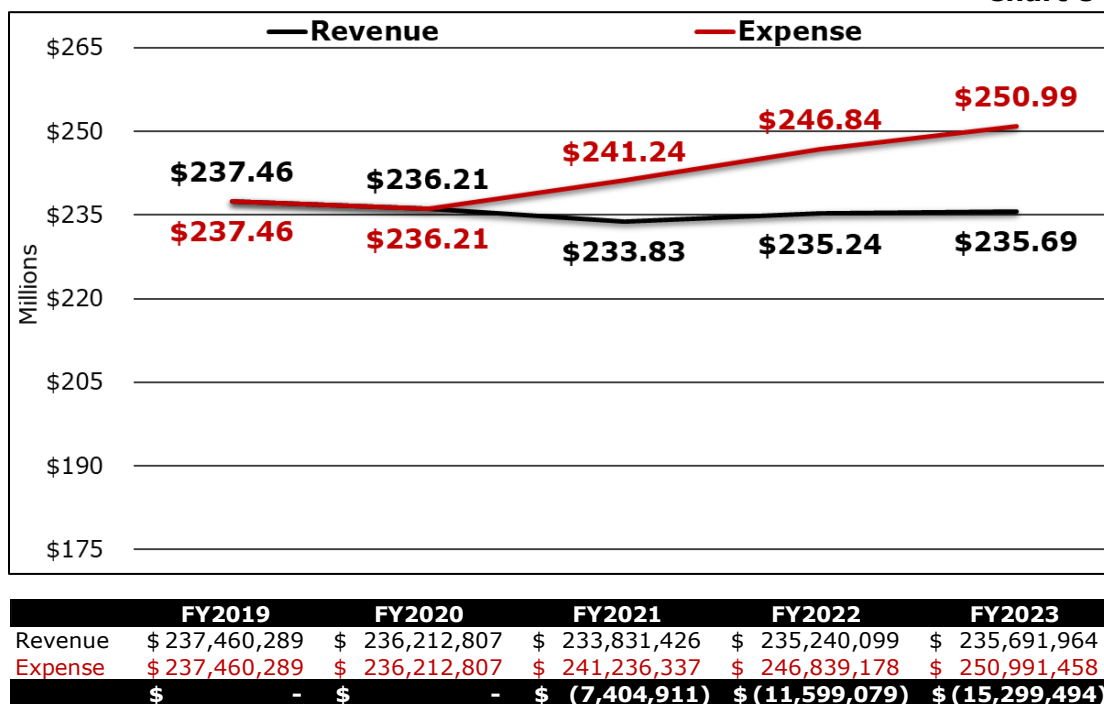 Revenue Expense
$265
$250
$235
$220
$205
$190
$175
Millions
$237.46 $236.21 $241.24 $246.84 $250.99
$237.46 $236.21 $233.83 $235.24 $235.69
FY2019 FY2020 FY2021 FY2022 FY2023
Revenue $ 237,460,289 $ 236,212,807 $ 233,831,426 $ 235,240,099 $ 235,691,964
Expense $ 237,460,289 $ 236,212,807 $ 241,236,337 $ 246,839,178 $ 250,991,458
$ - $ - $ (7,404,911) $ (11,599,079) $ (15,299,494)